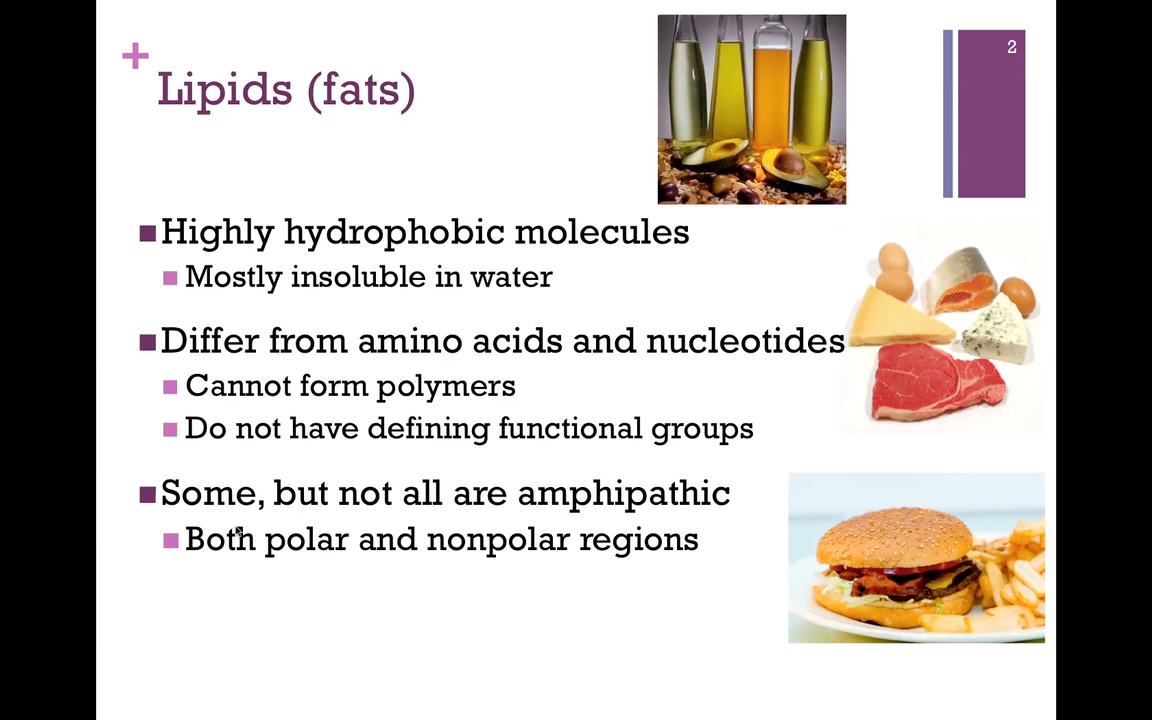 2
+
Lipids (fats)
Highly hydrophobic molecules
Mostly insoluble in water
Differ from amino acids and nucleotides
Cannot form polymers
Do not have defining functional groups
Some, but not all are amphipathic
Both polar and nonpolar regions